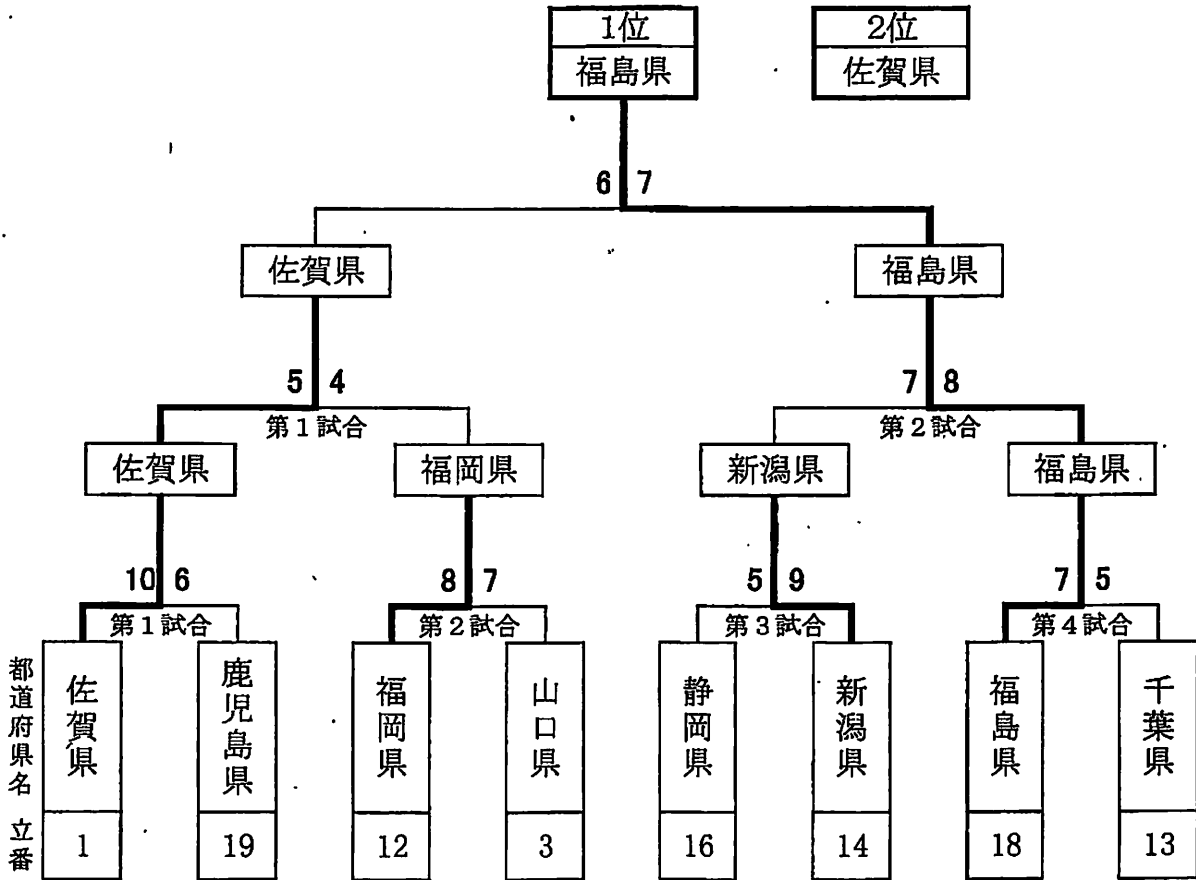 1位
2位
福島県
佐賀県
6 7
佐賀県
福島県
5 4
7 8
第1試合
第2試合
佐賀県
福岡県
新潟県
福島県
10 6
8 7
5 9
7 5
第1試合
第2試合
第3試合
第4試合
都道府県名
佐賀県
鹿児島県
福岡県
山口県
静岡県
新潟県
福島県
千葉県
立番
1
19
12
3
16
14
18
13